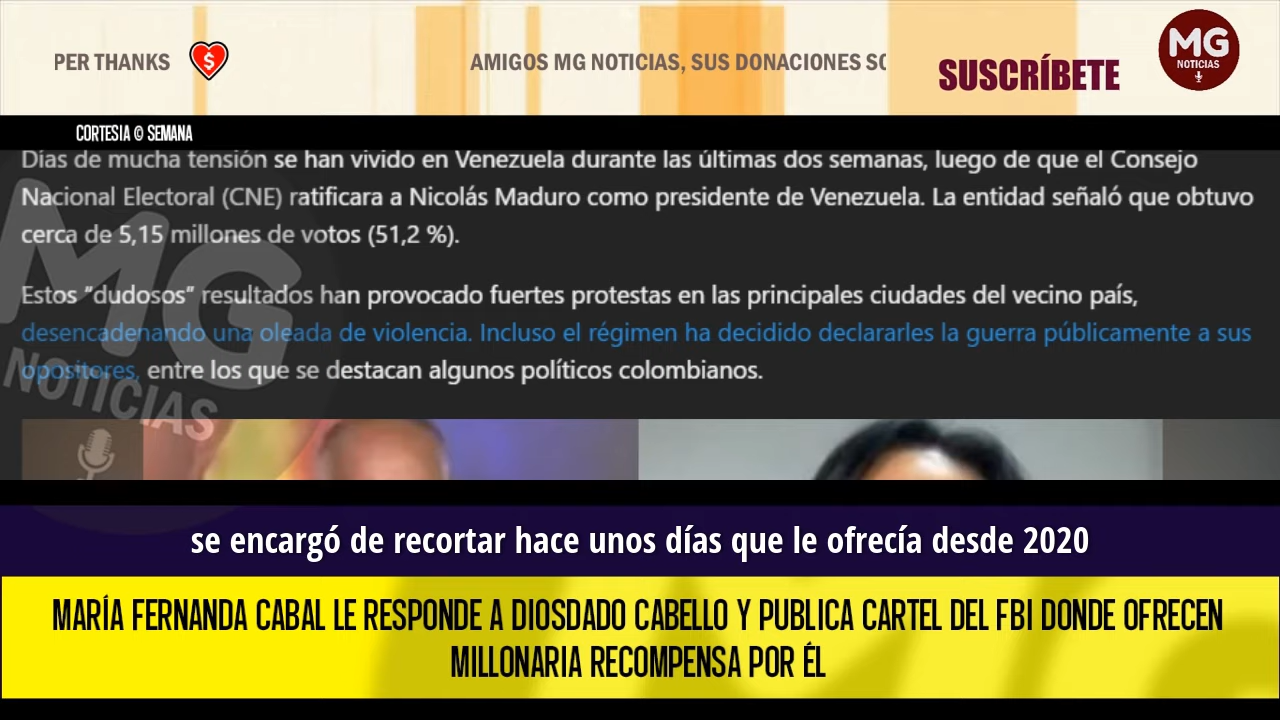 PER THANKS
$
AMIGOS MG NOTICIAS, SUS DONACIONES SO
SUSCRÍBETE
MG
NOTICIAS
CORTESIA © SEMANA
Días de mucha tensión se han vivido en Venezuela durante las últimas dos semanas, luego de que el Consejo
Nacional Electoral (CNE) ratificara a Nicolás Maduro como presidente de Venezuela. La entidad señaló que obtuvo
cerca de 5,15 millones de votos (51,2 %).
Estos “dudosos” resultados han provocado fuertes protestas en las principales ciudades del vecino país,
desencadenando una oleada de violencia. Incluso el régimen ha decidido declararles la guerra públicamente a sus
opositores, entre los que se destacan algunos políticos colombianos.
MG
NOTICIAS
se encargó de recortar hace unos días que le ofrecía desde 2020
MARÍA FERNANDA CABAL LE RESPONDE A DIOSDADO CABELLO Y PUBLICA CARTEL DEL FBI DONDE OFRECEN
MILLONARIA RECOMPENSA POR ÉL